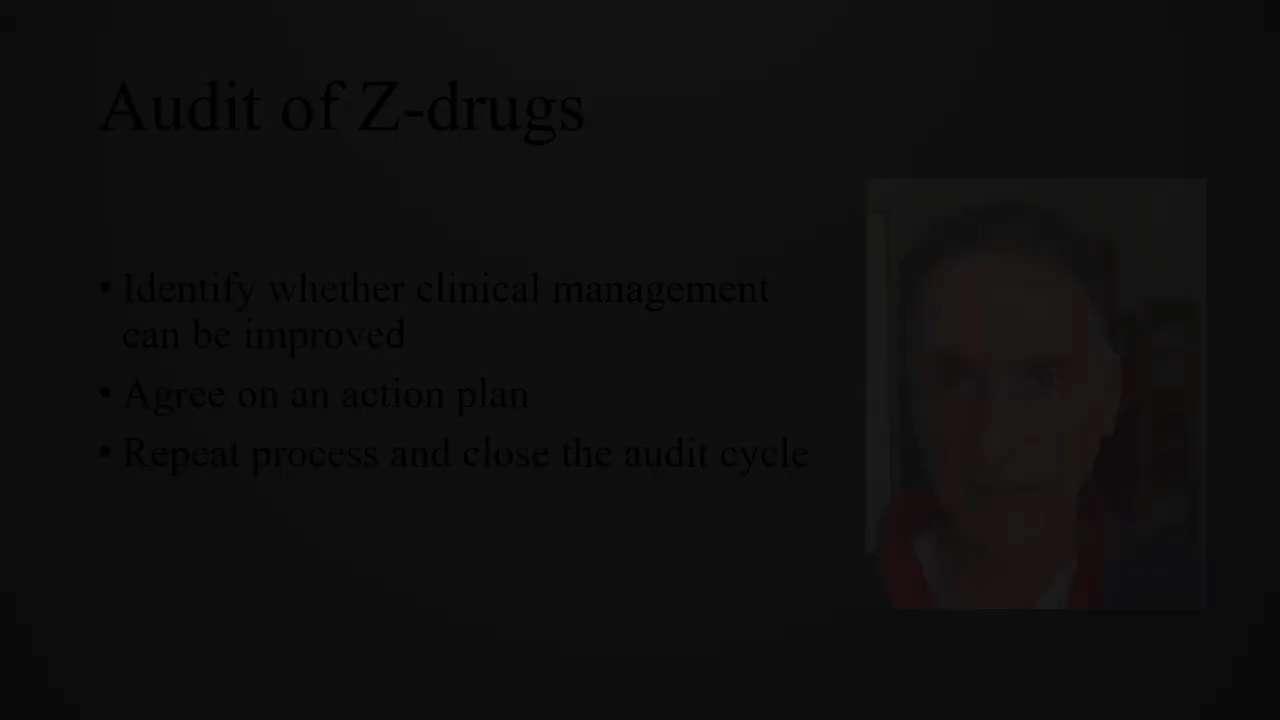 Audit of Z-drugs
• Identify whether clinical management
can be improved
• Agree on an action plan
• Repeat process and close the audit cycle